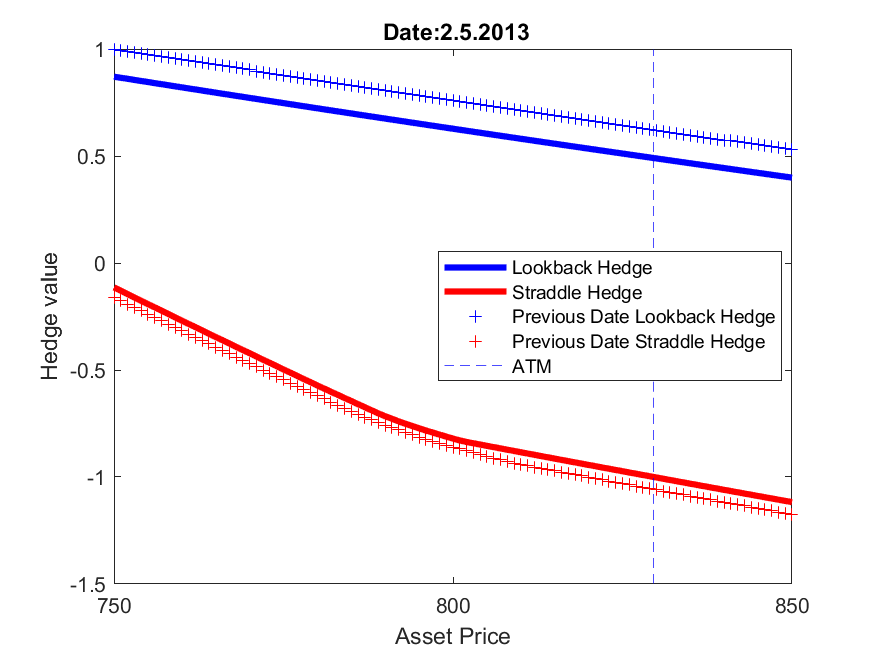 Date:2.5.2013
1
0.5
0
-0.5
-1
-1.5
Hedge value
Lookback Hedge
Straddle Hedge
Previous Date Lookback Hedge
Previous Date Straddle Hedge
ATM
750
800
850
Asset Price